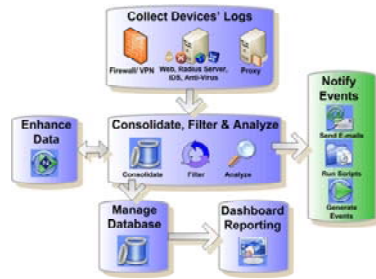 Collect Devices' Logs
Firewall/ VPN
Web, Radius Server,
IDS, Anti-Virus
Proxy
Notify
Events
Send E-mails
Run Scripts
Generate
Events
Enhance
Data
Consolidate, Filter & Analyze
Consolidate
Filter
Analyze
Manage
Database
Dashboard
Reporting